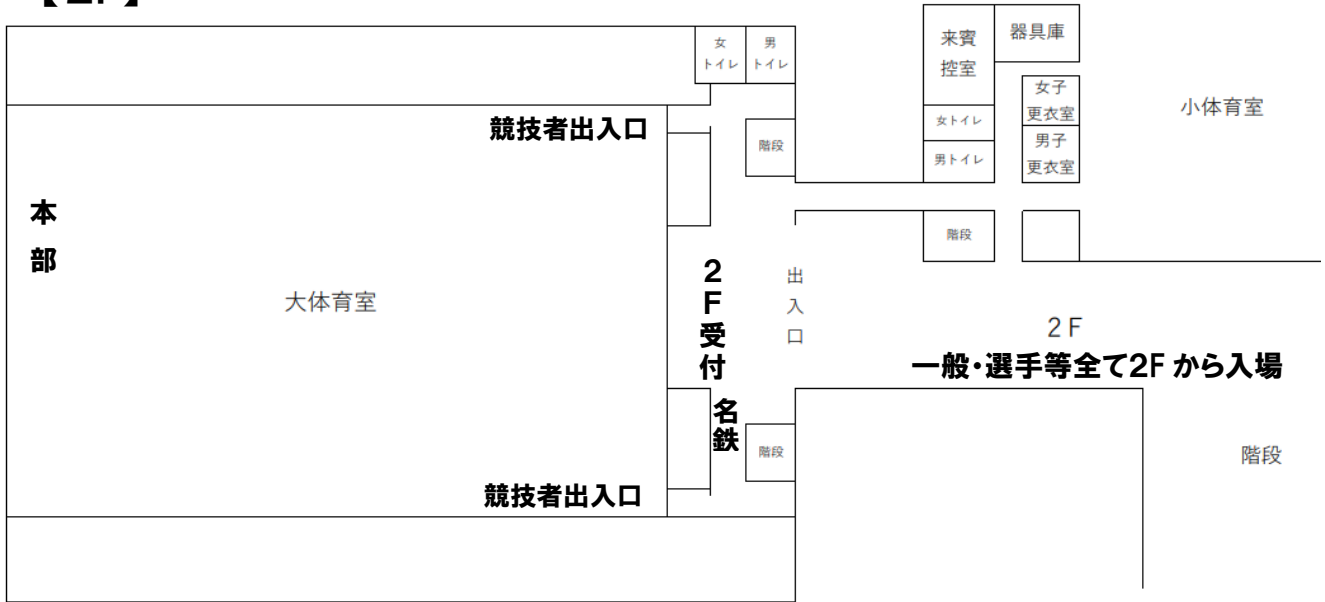 【2F】
女
トイレ
男
トイレ
来賓
控室
器具庫
女子
更衣室
小体育室
競技者出入口
階段
女トイレ
男トイレ
男子
更衣室
本
部
階段
大体育室
2
F
受
付
出
入
口
2F
一般・選手等全て2Fから入場
名
鉄
階段
階段
競技者出入口